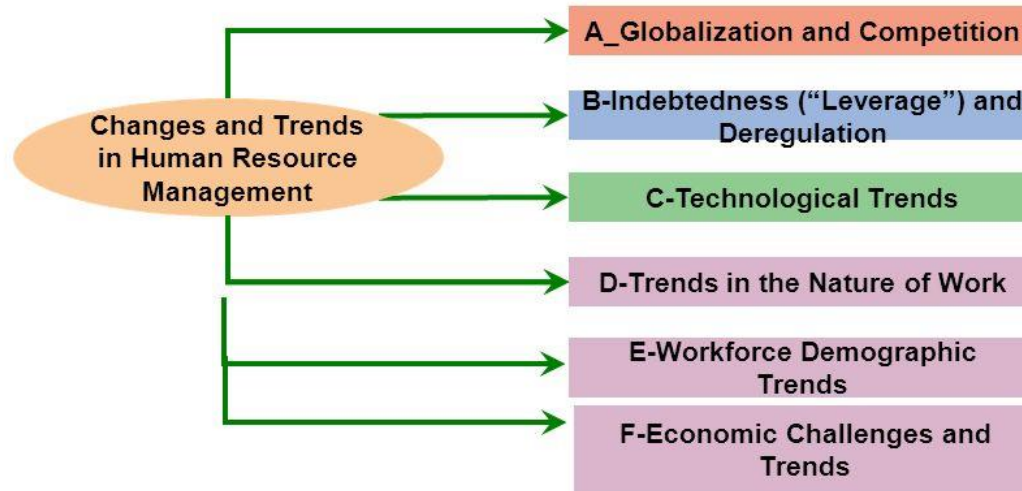 A_Globalization and Competition
B-Indebtedness (“Leverage”) and
Deregulation
Changes and Trends
in Human Resource
Management
C-Technological Trends
D-Trends in the Nature of Work
E-Workforce Demographic
Trends
F-Economic Challenges and
Trends